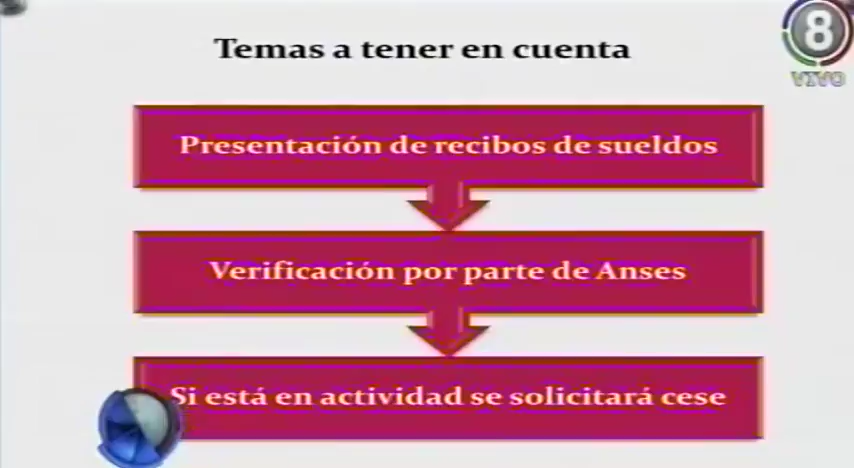 Temas a tener en cuenta
8
VIVO
Presentación de recibos de sueldos
Verificación por parte de Anses
Si está en actividad se solicitará cese